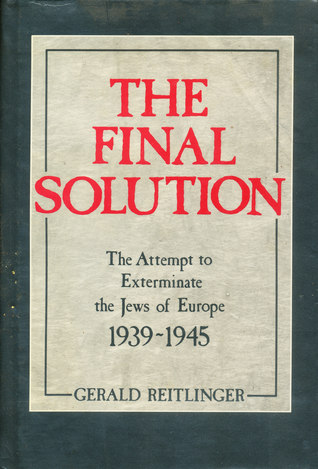 THE
FINAL
SOLUTION
The Attempt to
Exterminate
the Jews of Europe
1939~1945
GERALD REITLINGER